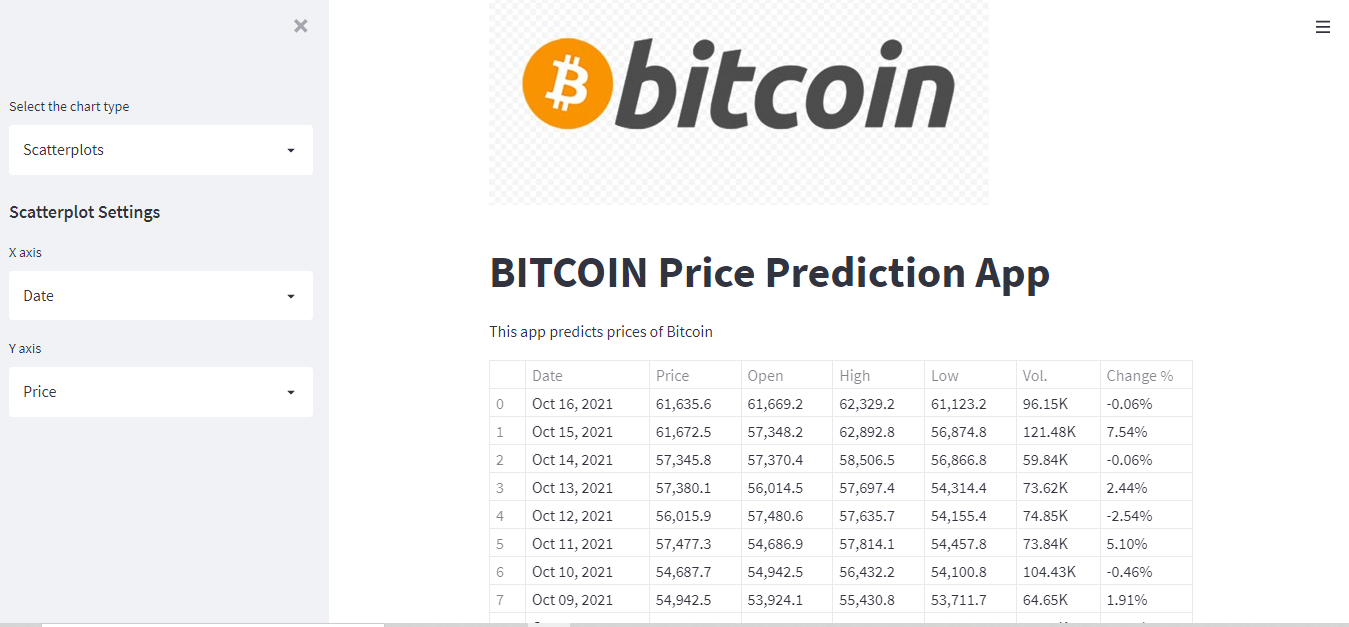 Select the chart type
Scatterplots
Scatterplot Settings
X axis
Date
Y axis
Price
bitcoin
BITCOIN Price Prediction App
This app predicts prices of Bitcoin
Date Price Open High Low Vol. Change %
0 Oct 16, 2021 61,635.6 61,669.2 62,329.2 61,123.2 96.15K -0.06%
1 Oct 15, 2021 61,672.5 57,348.2 62,892.8 56,874.8 121.48K 7.54%
2 Oct 14, 2021 57,345.8 57,370.4 58,506.5 56,866.8 59.84K -0.06%
3 Oct 13, 2021 57,380.1 56,014.5 57,697.4 54,314.4 73.62K 2.44%
4 Oct 12, 2021 56,015.9 57,480.6 57,635.7 54,155.4 74.85K -2.54%
5 Oct 11, 2021 57,477.3 54,686.9 57,814.1 54,457.8 73.84K 5.10%
6 Oct 10, 2021 54,687.7 54,942.5 56,432.2 54,100.8 104.43K -0.46%
7 Oct 09, 2021 54,942.5 53,924.1 55,430.8 53,711.7 64.65K 1.91%